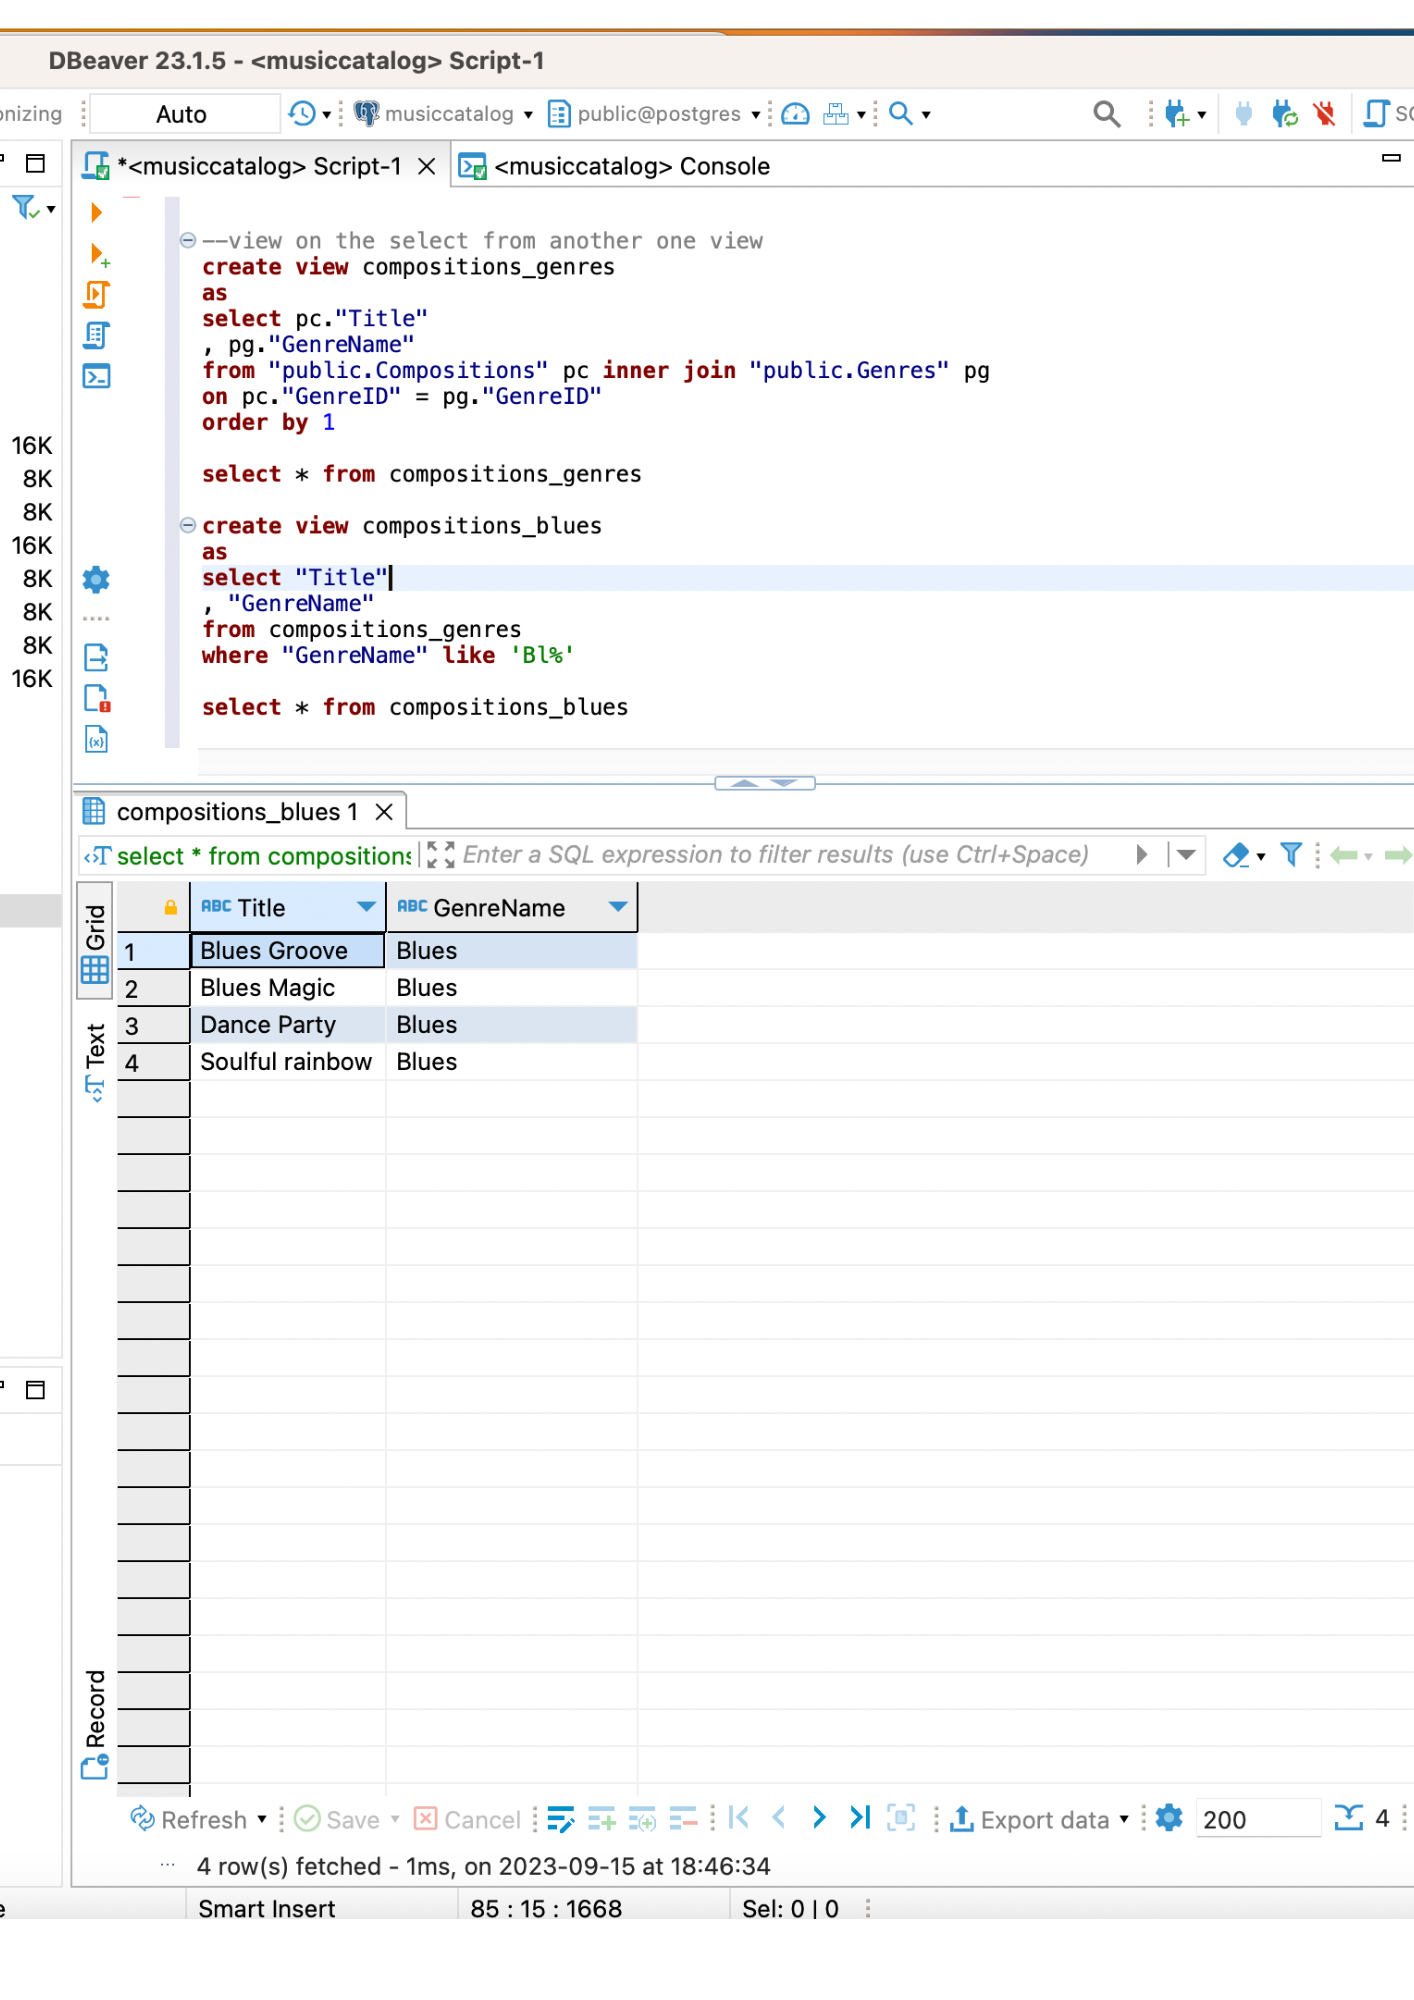 DBeaver 23.1.5 - <musiccatalog> Script-1
onizing Auto musiccatalog public@postgres
*<musiccatalog> Script-1 <musiccatalog> Console
--view on the select from another one view
create view compositions_genres
as
select pc."Title"
, pg."GenreName"
from "public.Compositions" pc inner join "public.Genres" pg
on pc."GenreID" = pg."GenreID"
order by 1
select * from compositions_genres
create view compositions_blues
as
select "Title"
, "GenreName"
from compositions_genres
where "GenreName" like 'Bl%'
select * from compositions_blues
16K
8K
8K
16K
8K
8K
8K
16K
compositions_blues 1
select * from compositions Enter a SQL expression to filter results (use Ctrl+Space)
ABC Title ABC GenreName
1 Blues Groove Blues
2 Blues Magic Blues
3 Dance Party Blues
4 Soulful rainbow Blues
Grid
Text
Record
Refresh Save Cancel Export data 200 4
... 4 row(s) fetched - 1ms, on 2023-09-15 at 18:46:34
Smart Insert 85 : 15 : 1668 Sel: 0 | 0